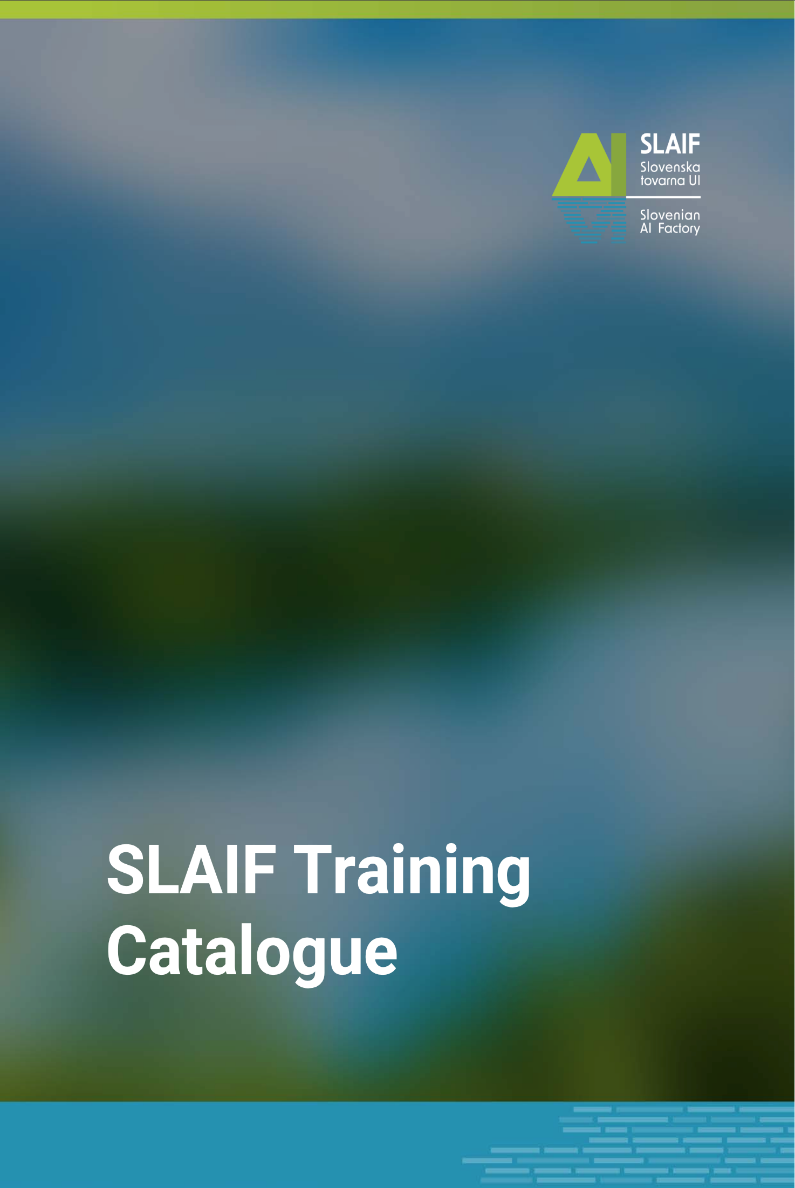 SLAIF
Slovenska
tovarna UI
Slovenian
AI Factory
SLAIF Training
Catalogue